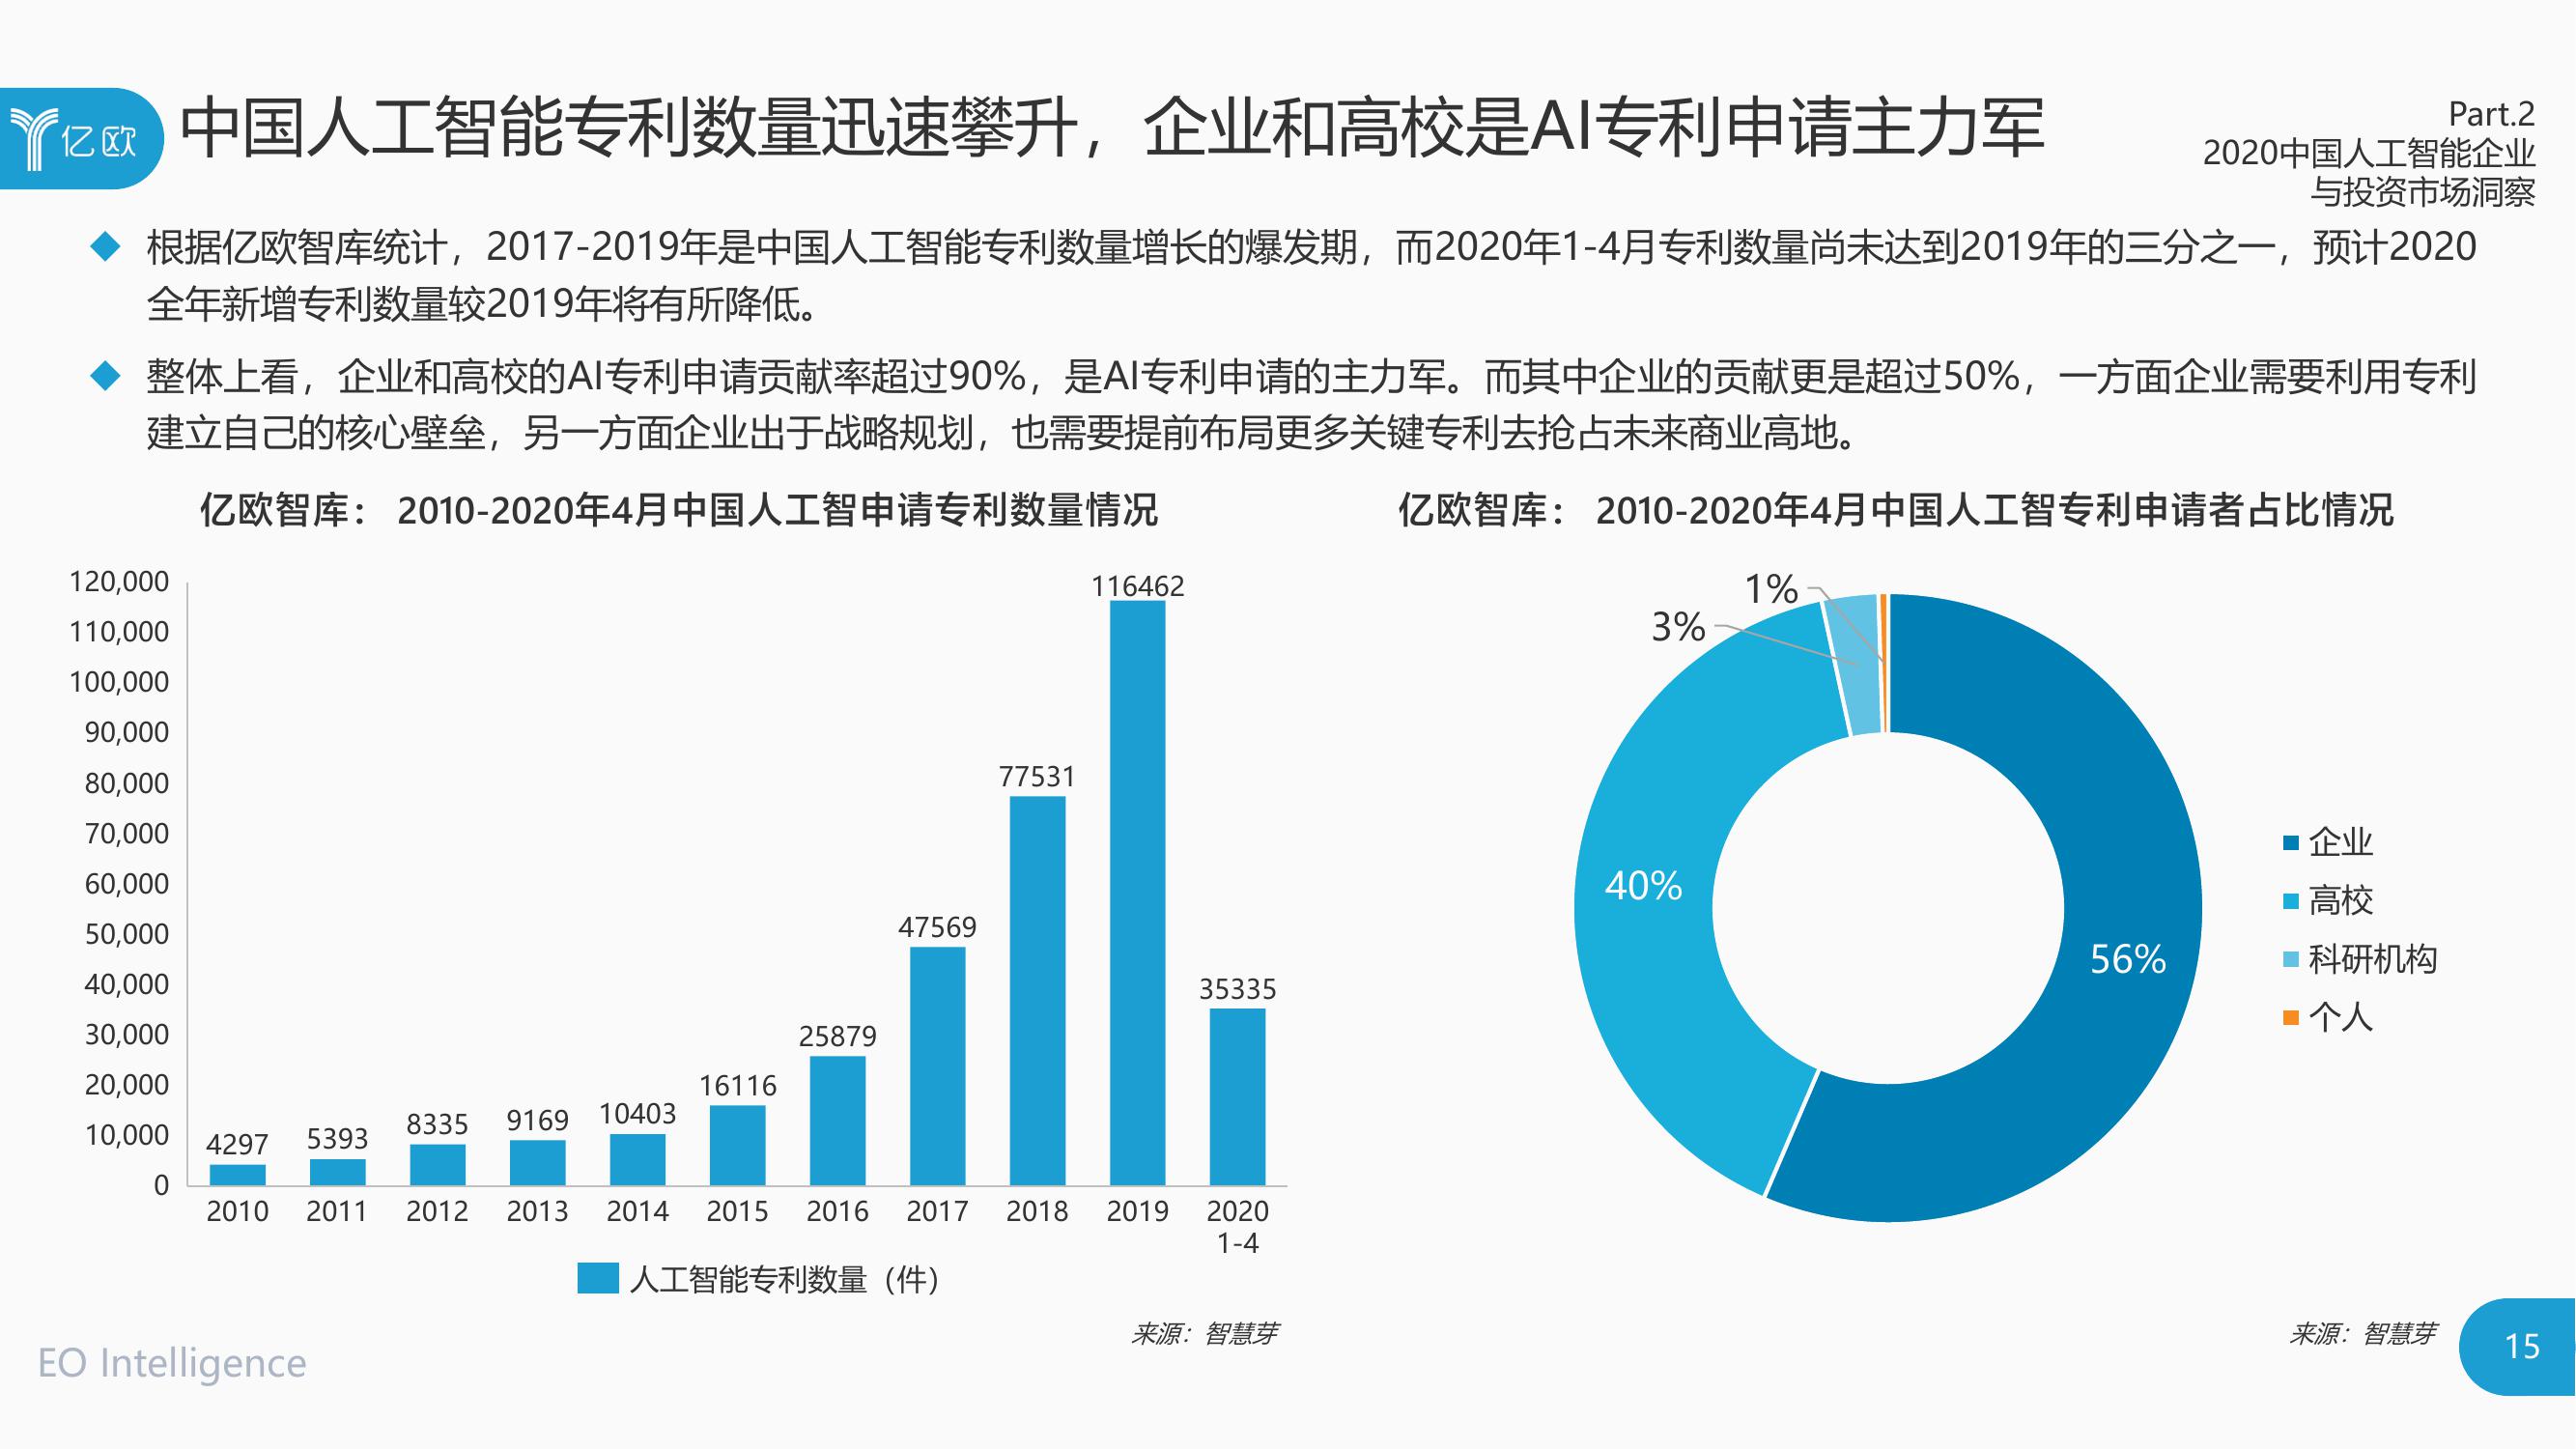 亿欧
中国人工智能专利数量迅速攀升，企业和高校是AI专利申请主力军
Part.2
2020中国人工智能企业
与投资市场洞察
根据亿欧智库统计，2017-2019年是中国人工智能专利数量增长的爆发期，而2020年1-4月专利数量尚未达到2019年的三分之一，预计2020
全年新增专利数量较2019年将有所降低。
整体上看，企业和高校的AI专利申请贡献率超过90%，是AI专利申请的主力军。而其中企业的贡献更是超过50%，一方面企业需要利用专利
建立自己的核心壁垒，另一方面企业出于战略规划，也需要提前布局更多关键专利去抢占未来商业高地。
亿欧智库： 2010-2020年4月中国人工智申请专利数量情况
120,000
110,000
100,000
90,000
80,000
70,000
60,000
50,000
40,000
30,000
20,000
10,000
0
4297
5393
8335
9169
10403
16116
25879
47569
77531
116462
35335
2010 2011 2012 2013 2014 2015 2016 2017 2018 2019 2020
1-4
人工智能专利数量（件）
来源：智慧芽
亿欧智库： 2010-2020年4月中国人工智专利申请者占比情况
1%
3%
40%
56%
企业
高校
科研机构
个人
来源：智慧芽
EO Intelligence
15